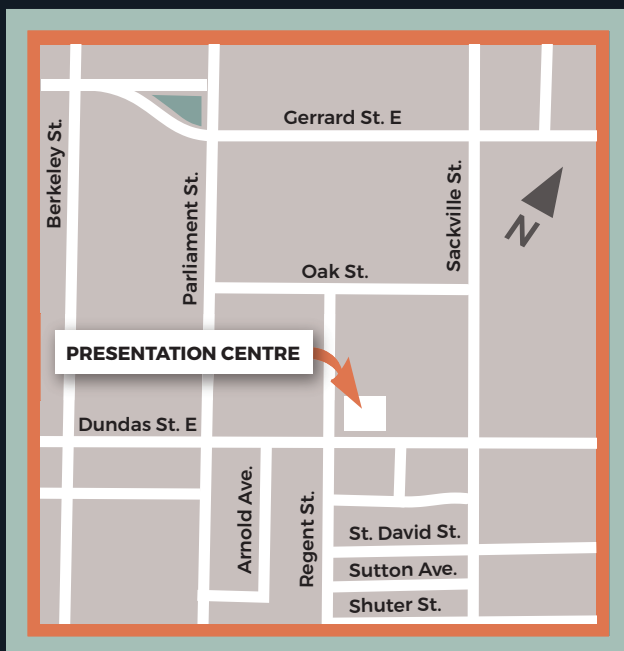 Gerrard St. E
Berkeley St.
Parliament St.
Sackville St.
N
Oak St.
PRESENTATION CENTRE
Dundas St. E
Arnold Ave.
Regent St.
St. David St.
Sutton Ave.
Shuter St.